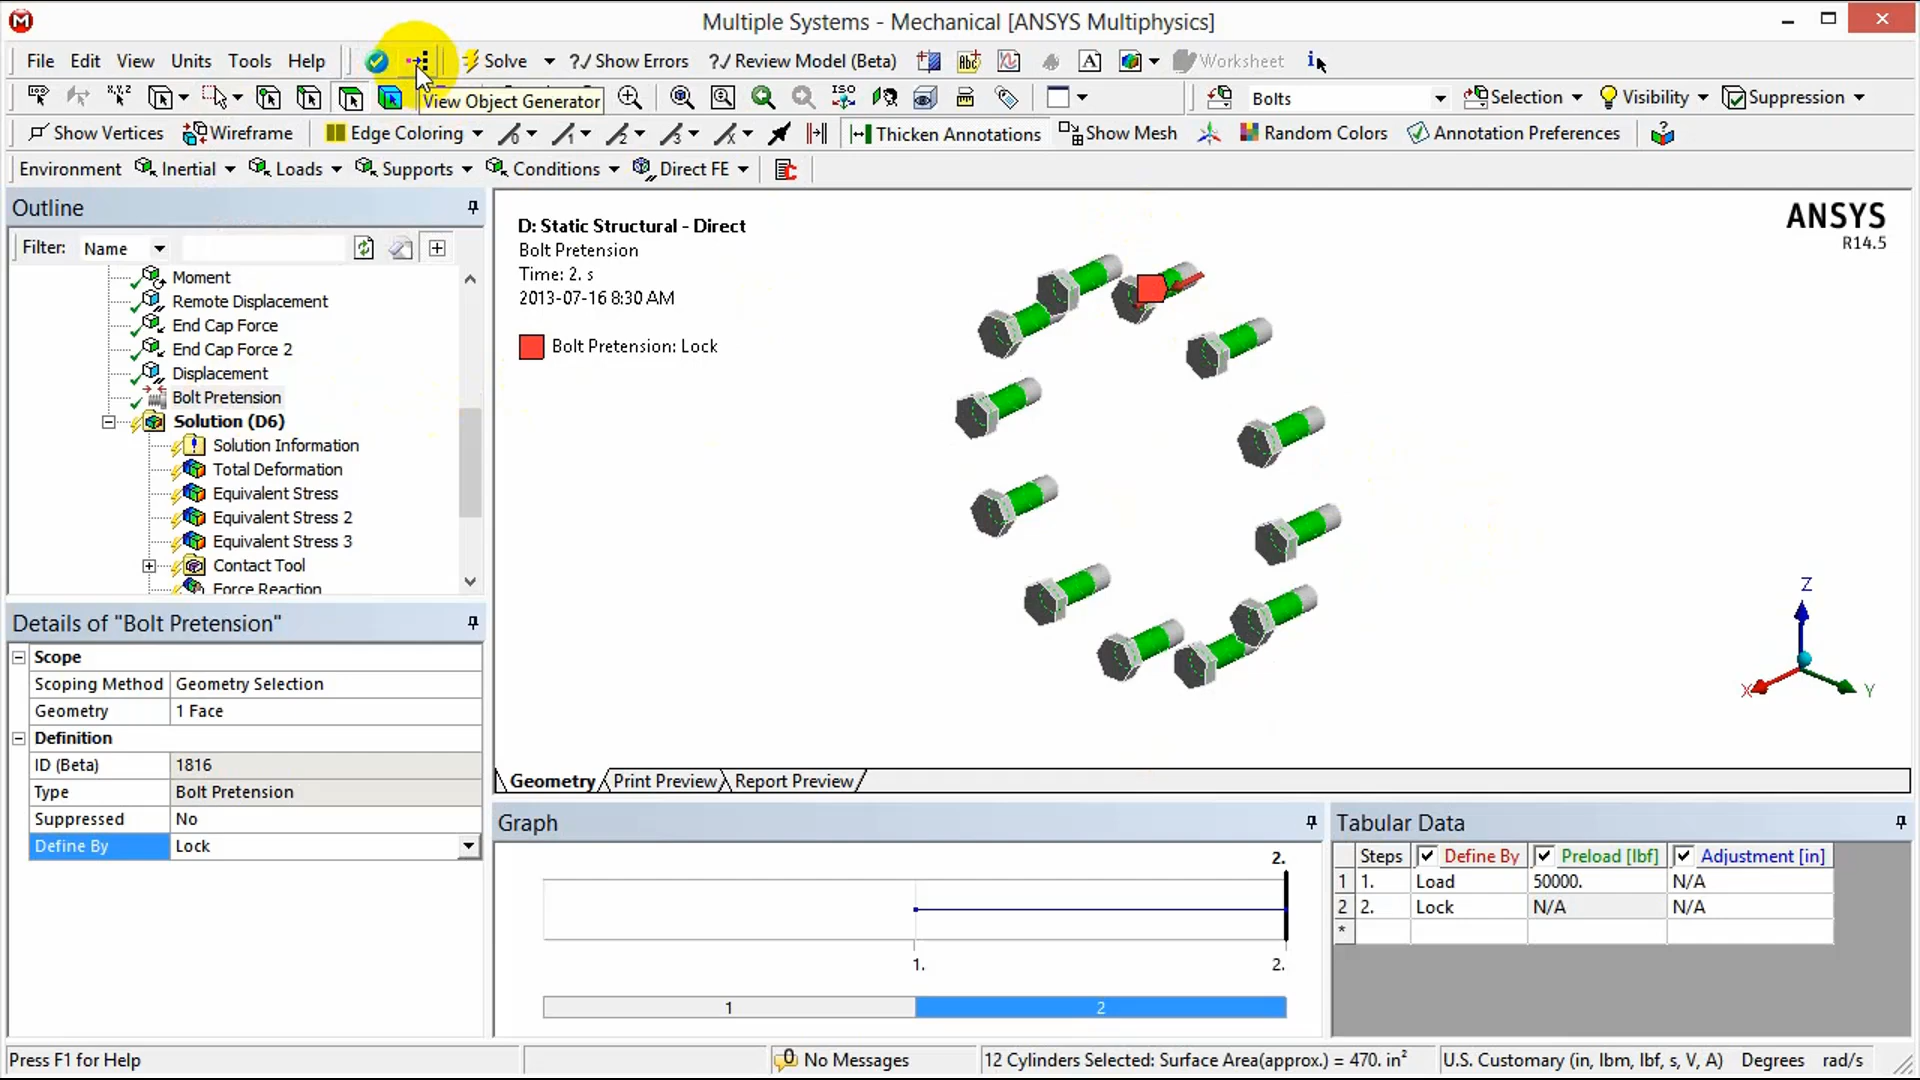 Multiple Systems - Mechanical [ANSYS Multiphysics]
File Edit View Units Tools Help Solve ?/Show Errors ?/Review Model (Beta) Worksheet
View Object Generator
Bolts Selection Visibility Suppression
Show Vertices Wireframe Edge Coloring Thicken Annotations Show Mesh Random Colors Annotation Preferences
Environment Inertial Loads Supports Conditions Direct FE
Outline
Filter: Name
Moment
Remote Displacement
End Cap Force
End Cap Force 2
Displacement
Bolt Pretension
Solution (D6)
Solution Information
Total Deformation
Equivalent Stress
Equivalent Stress 2
Equivalent Stress 3
Contact Tool
Force Reaction
Details of "Bolt Pretension"
Scope
Scoping Method Geometry Selection
Geometry 1 Face
Definition
ID (Beta) 1816
Type Bolt Pretension
Suppressed No
Define By Lock
D: Static Structural - Direct
Bolt Pretension
Time: 2. s
2013-07-16 8:30 AM
Bolt Pretension: Lock
ANSYS
R14.5
Z
X Y
Geometry Print Preview Report Preview
Graph
2.
1. 2.
1 2
Tabular Data
Steps Define By Preload [lbf] Adjustment [in]
1 1. Load 50000. N/A
2 2. Lock N/A N/A
*
Press F1 for Help 0 No Messages 12 Cylinders Selected: Surface Area(approx.) = 470. in² U.S. Customary (in, lbm, lbf, s, V, A) Degrees rad/s